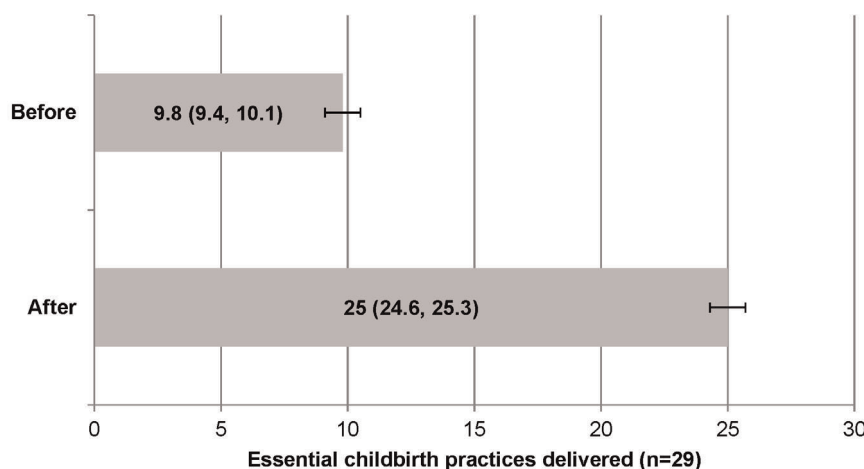 Before
9.8 (9.4, 10.1)
After
25 (24.6, 25.3)
0 5 10 15 20 25 30
Essential childbirth practices delivered (n=29)